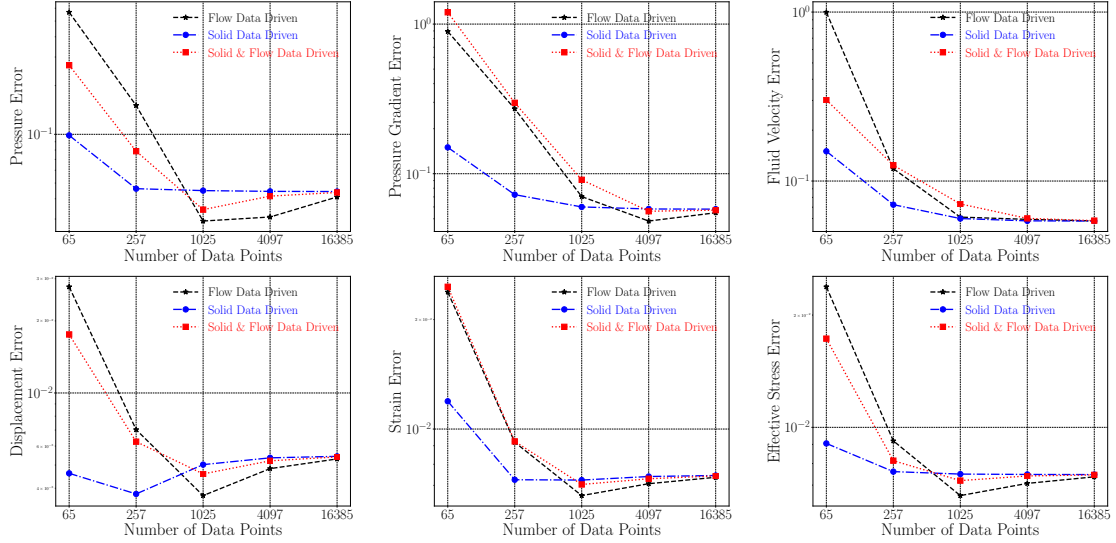 Pressure Error
10⁻¹
Flow Data Driven
Solid Data Driven
Solid & Flow Data Driven
65 257 1025 4097 16385
Number of Data Points
Pressure Gradient Error
10⁰
10⁻¹
Flow Data Driven
Solid Data Driven
Solid & Flow Data Driven
65 257 1025 4097 16385
Number of Data Points
Fluid Velocity Error
10⁰
10⁻¹
Flow Data Driven
Solid Data Driven
Solid & Flow Data Driven
65 257 1025 4097 16385
Number of Data Points
Displacement Error
10⁻²
Flow Data Driven
Solid Data Driven
Solid & Flow Data Driven
65 257 1025 4097 16385
Number of Data Points
Strain Error
10⁻²
Flow Data Driven
Solid Data Driven
Solid & Flow Data Driven
65 257 1025 4097 16385
Number of Data Points
Effective Stress Error
10⁻²
Flow Data Driven
Solid Data Driven
Solid & Flow Data Driven
65 257 1025 4097 16385
Number of Data Points